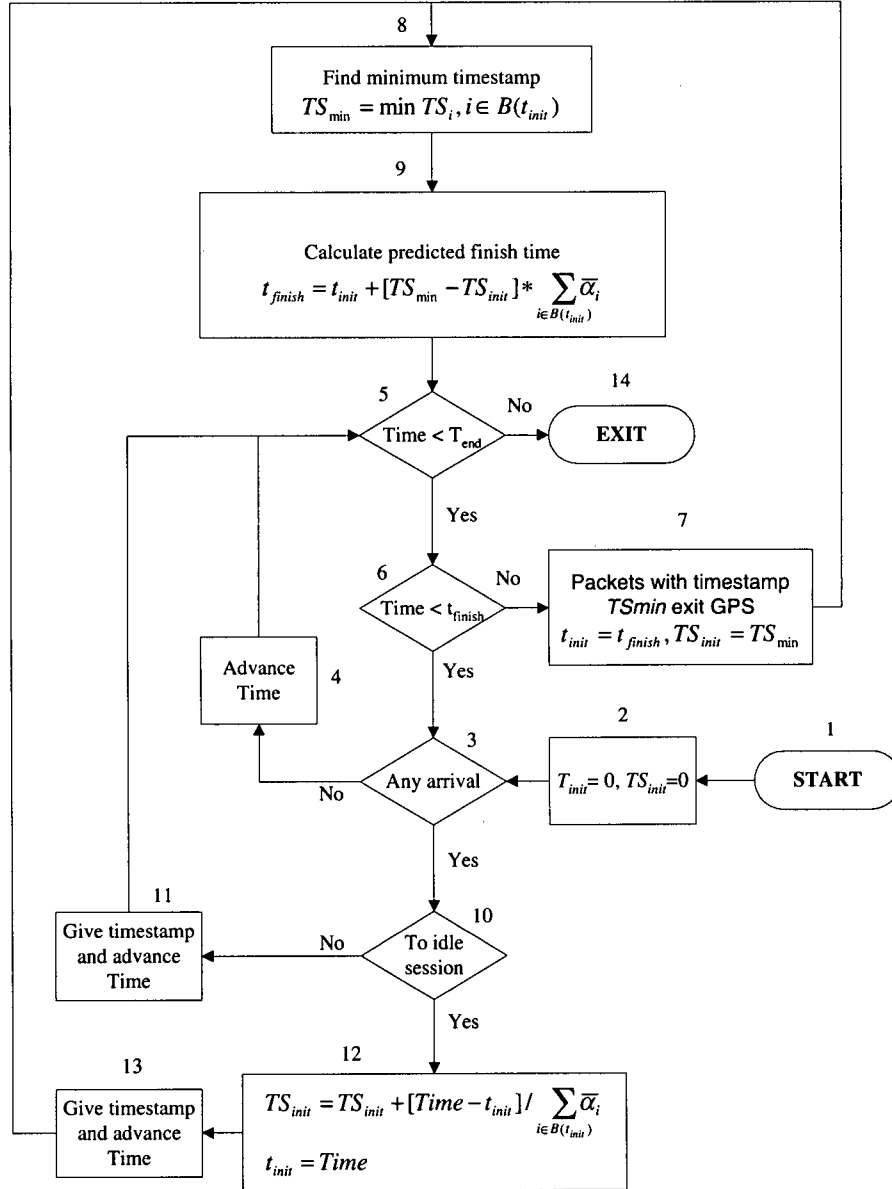 8
Find minimum timestamp
TS_min = min TS_i, i ∈ B(t_init)
9
Calculate predicted finish time
t_finish = t_init + [TS_min − TS_init] * ∑ ᾱ_i
i∈B(t_init)
5
Time < T_end
No
14
EXIT
Yes
6
Time < t_finish
No
7
Packets with timestamp
TSmin exit GPS
t_init = t_finish, TS_init = TS_min
Yes
Advance
Time
4
3
Any arrival
No
2
T_init = 0, TS_init=0
1
START
Yes
10
To idle
session
No
11
Give timestamp
and advance
Time
Yes
12
TS_init = TS_init + [Time − t_init] / ∑ ᾱ_i
i∈B(t_init)
t_init = Time
13
Give timestamp
and advance
Time